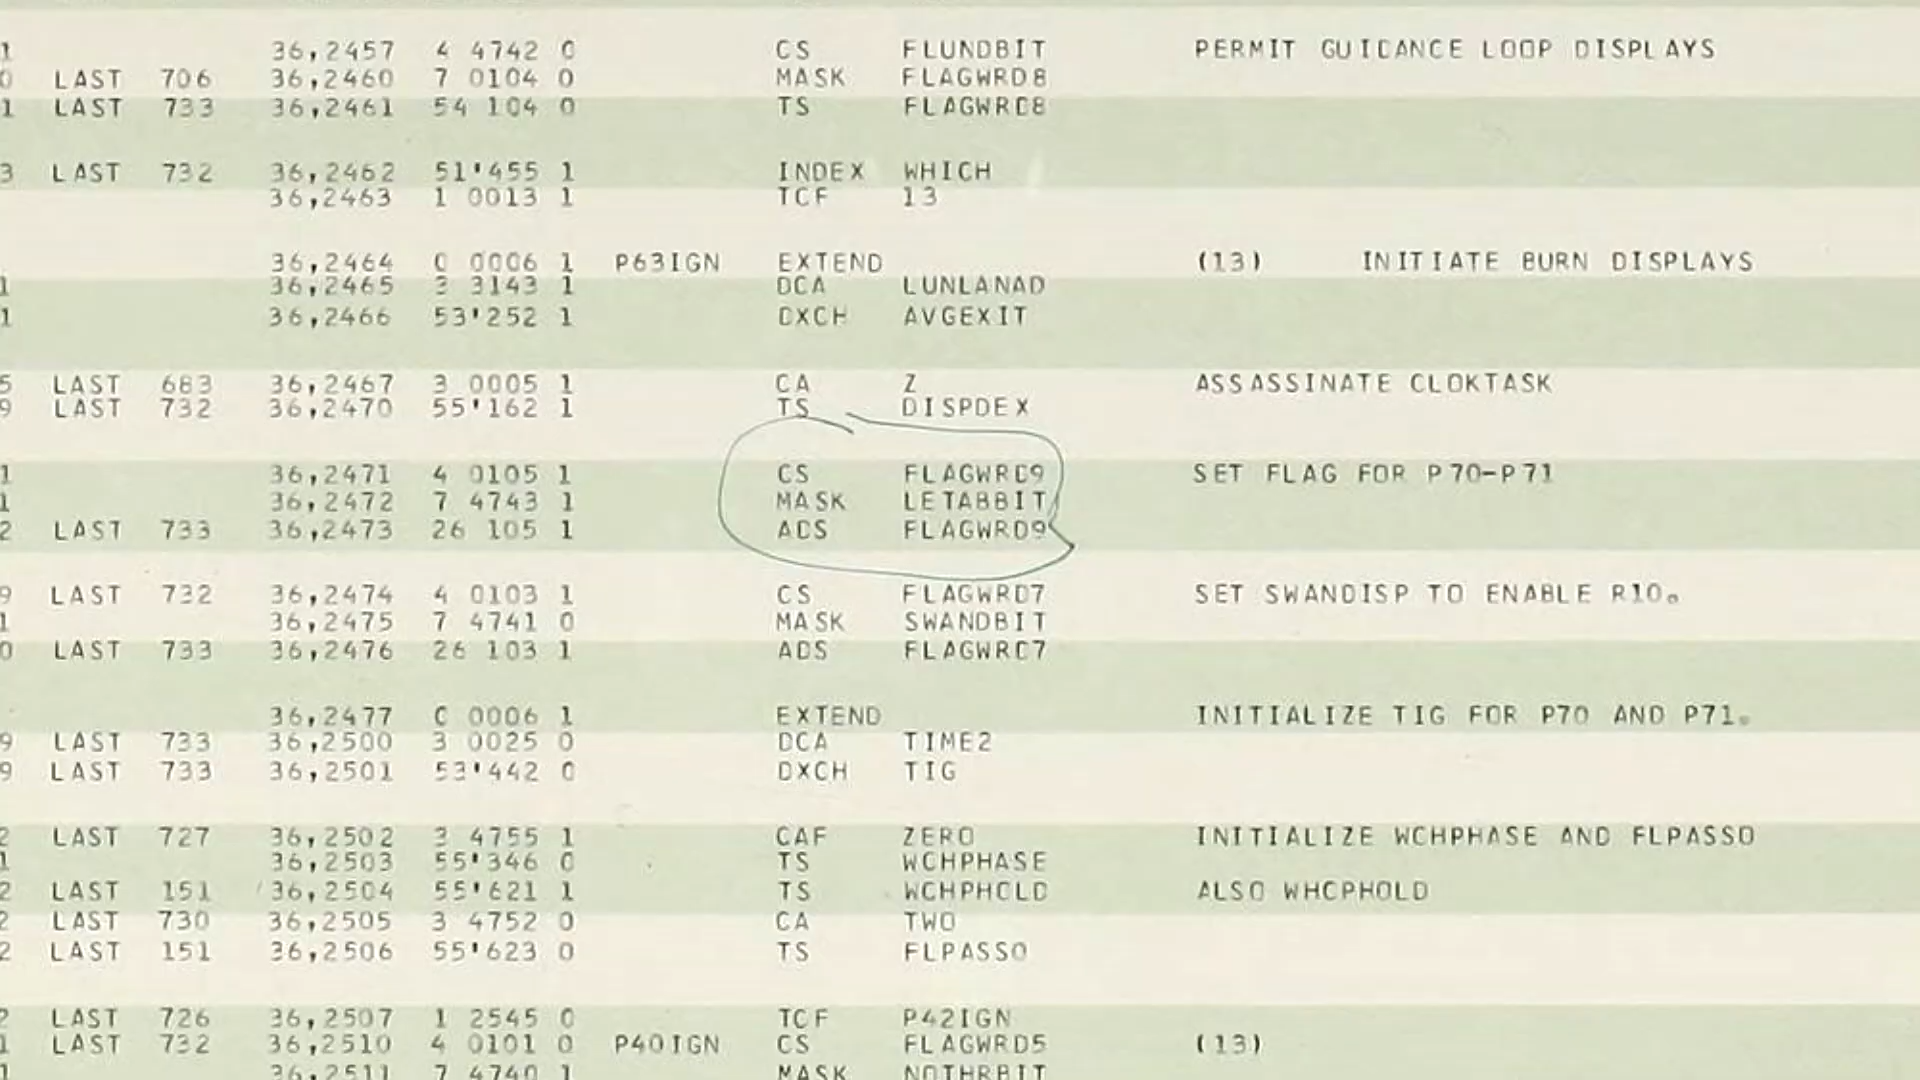 1 36,2457 4 4742 0 CS FLUNDBIT PERMIT GUIDANCE LOOP DISPLAYS
0 LAST 706 36,2460 7 0104 0 MASK FLAGWRD8
1 LAST 733 36,2461 54 104 0 TS FLAGWRD8
3 LAST 732 36,2462 51'455 1 INDEX WHICH
36,2463 1 0013 1 TCF 13
36,2464 0 0006 1 P63IGN EXTEND (13) INITIATE BURN DISPLAYS
1 36,2465 3 3143 1 DCA LUNLANAD
1 36,2466 53'252 1 DXCH AVGEXIT
5 LAST 683 36,2467 3 0005 1 CA Z ASSASSINATE CLOKTASK
9 LAST 732 36,2470 55'162 1 TS DISPDEX
1 36,2471 4 0105 1 CS FLAGWRD9 SET FLAG FOR P70-P71
1 36,2472 7 4743 1 MASK LETABBIT
2 LAST 733 36,2473 26 105 1 ADS FLAGWRD9
9 LAST 732 36,2474 4 0103 1 CS FLAGWRD7 SET SWANDISP TO ENABLE R10.
1 36,2475 7 4741 0 MASK SWANDBIT
0 LAST 733 36,2476 26 103 1 ADS FLAGWRD7
36,2477 0 0006 1 EXTEND INITIALIZE TIG FOR P70 AND P71.
9 LAST 733 36,2500 3 0025 0 DCA TIME2
9 LAST 733 36,2501 53'442 0 DXCH TIG
2 LAST 727 36,2502 3 4755 1 CAF ZERO INITIALIZE WCHPHASE AND FLPASS0
1 36,2503 55'346 0 TS WCHPHASE
2 LAST 151 36,2504 55'621 1 TS WCHPHOLD ALSO WHCPHOLD
2 LAST 730 36,2505 3 4752 0 CA TWO
2 LAST 151 36,2506 55'623 0 TS FLPASS0
2 LAST 726 36,2507 1 2545 0 TCF P42IGN
1 LAST 732 36,2510 4 0101 0 P40IGN CS FLAGWRD5 (13)
1 36,2511 7 4740 1 MASK NOTHRBIT